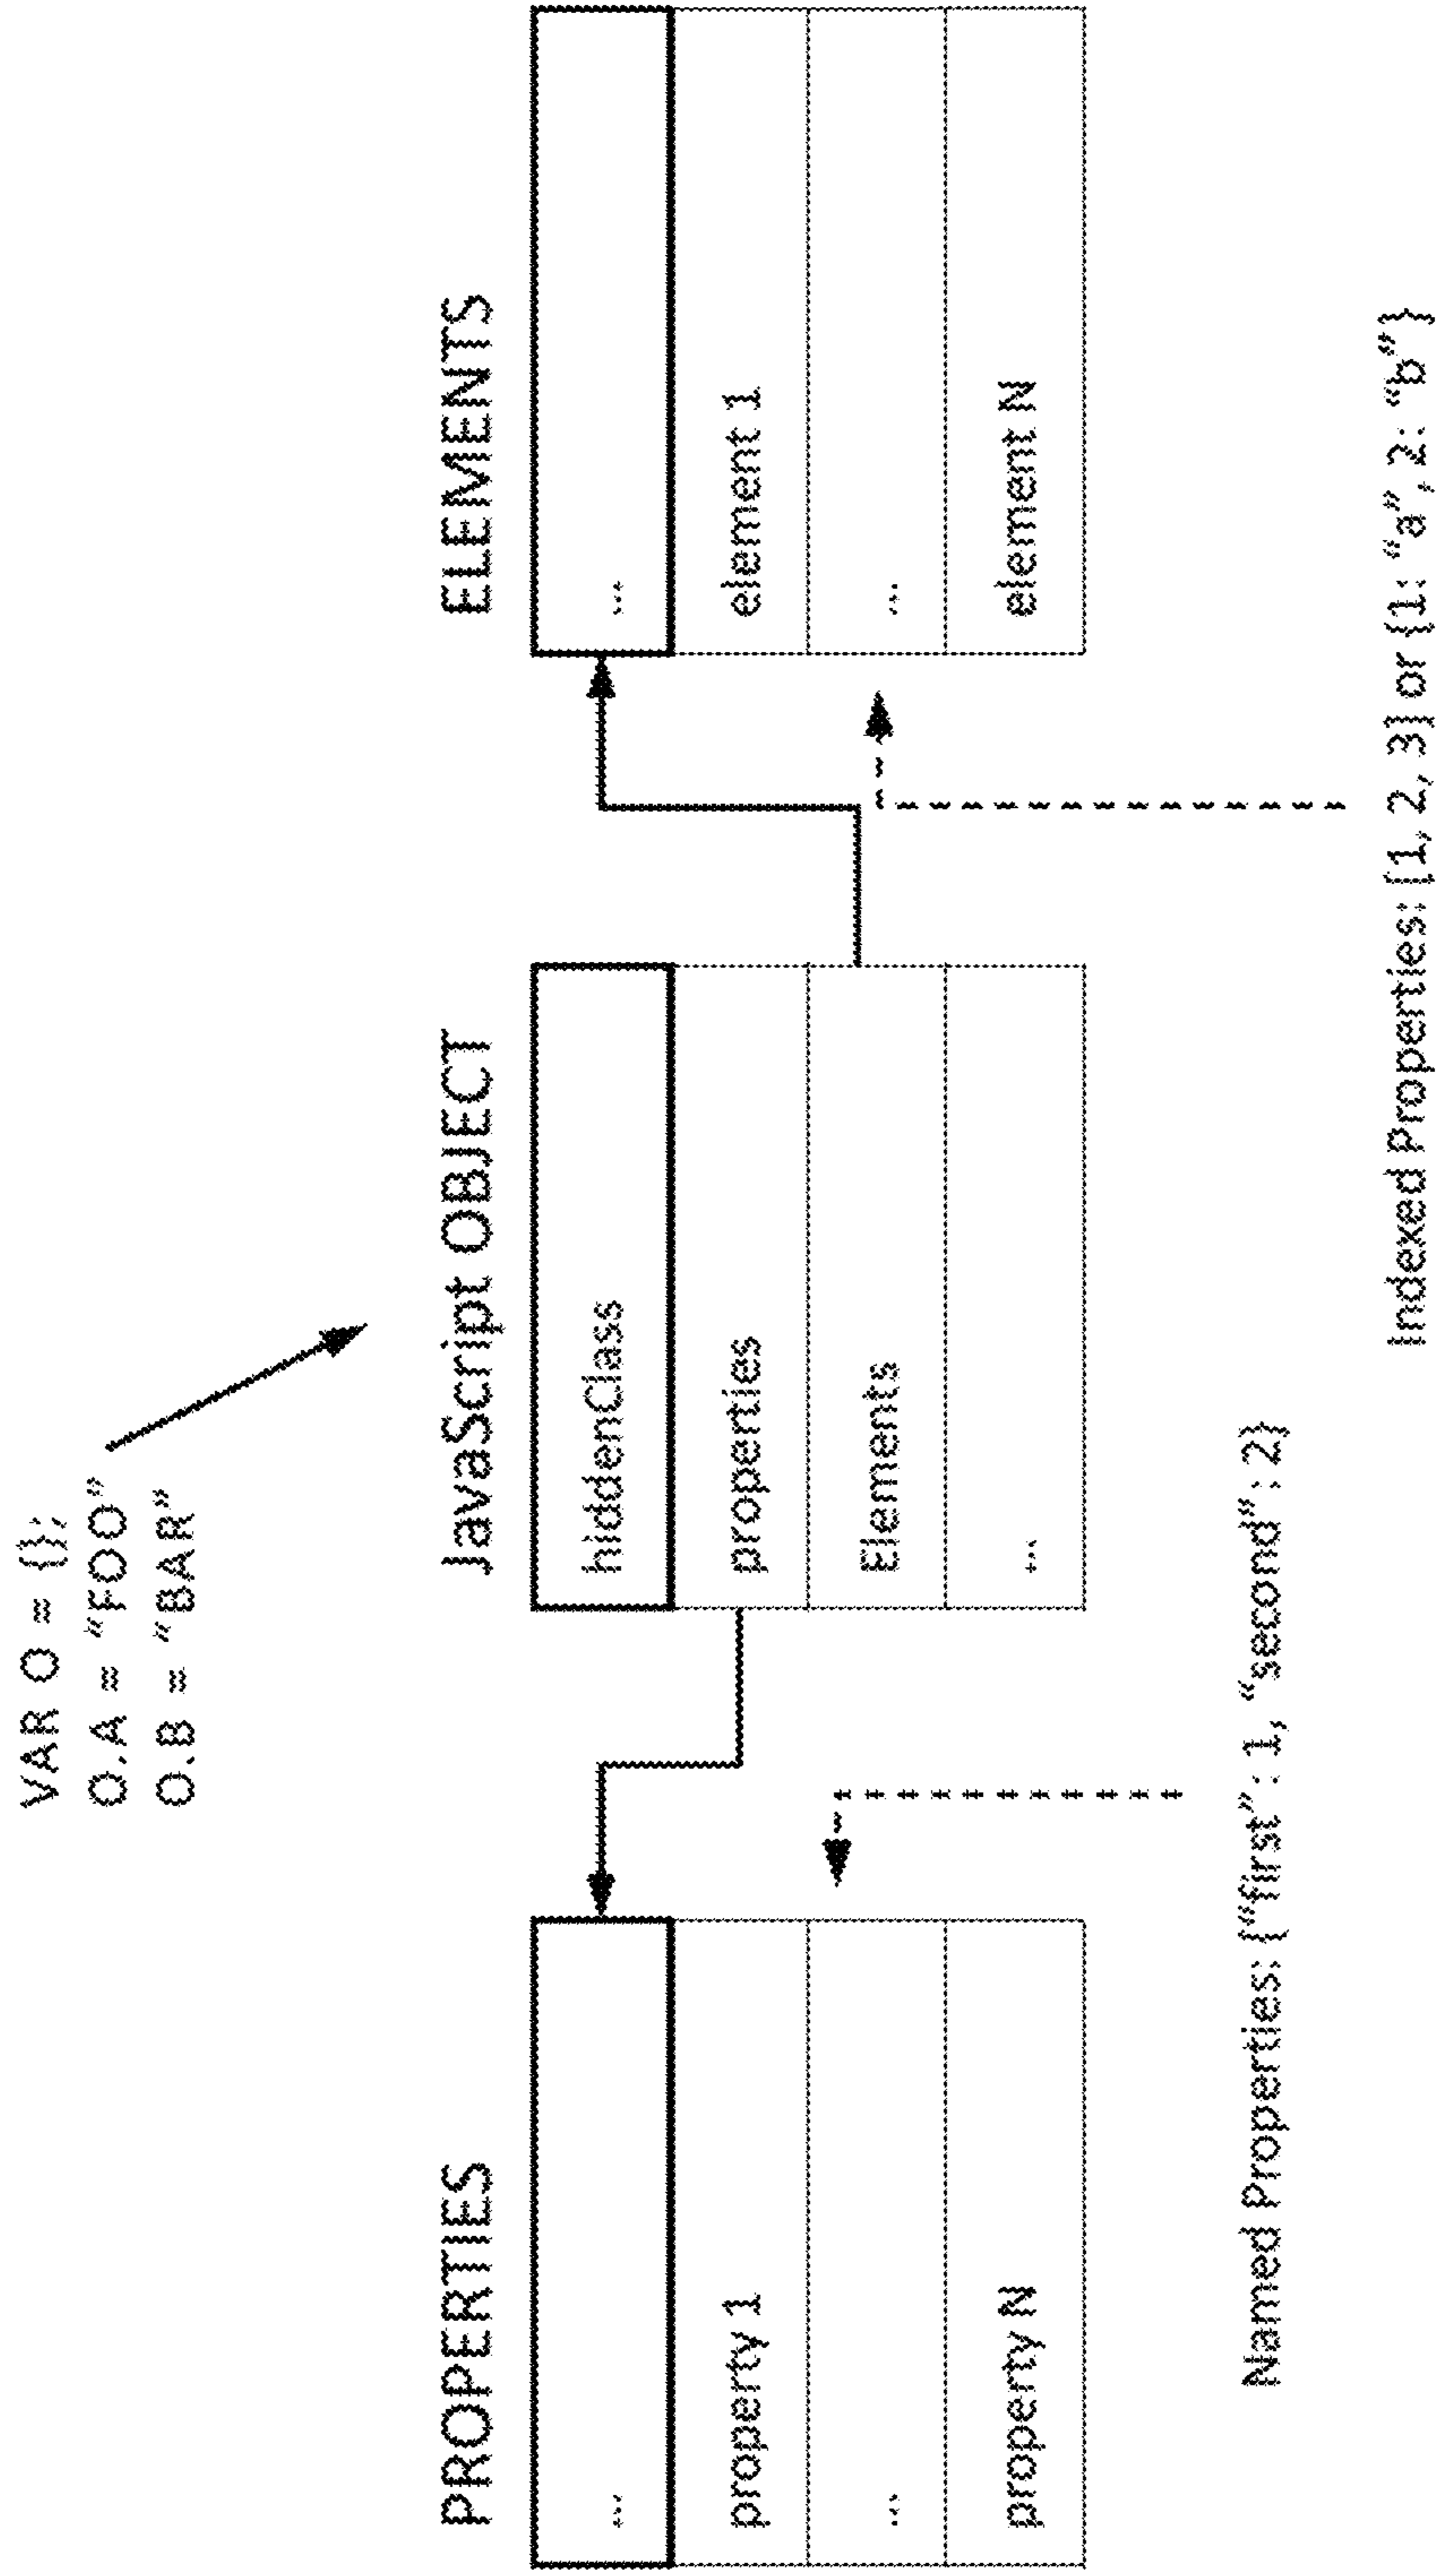 VAR O = {};
O.A = "FOO"
O.B = "BAR"
PROPERTIES
...
property 1
...
property N
JavaScript OBJECT
hiddenClass
properties
Elements
...
ELEMENTS
...
element 1
...
element N
Named Properties: {“first” : 1, “second” : 2}
Indexed Properties: [1, 2, 3] or {1: “a”, 2: “b”}